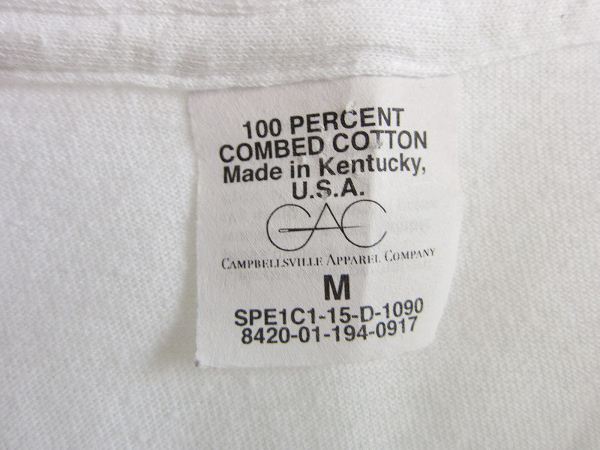 100 PERCENT
COMBED COTTON
Made in Kentucky,
U.S.A.
CAC
CAMPBELLSVILLE APPAREL COMPANY
M
SPE1C1-15-D-1090
8420-01-194-0917